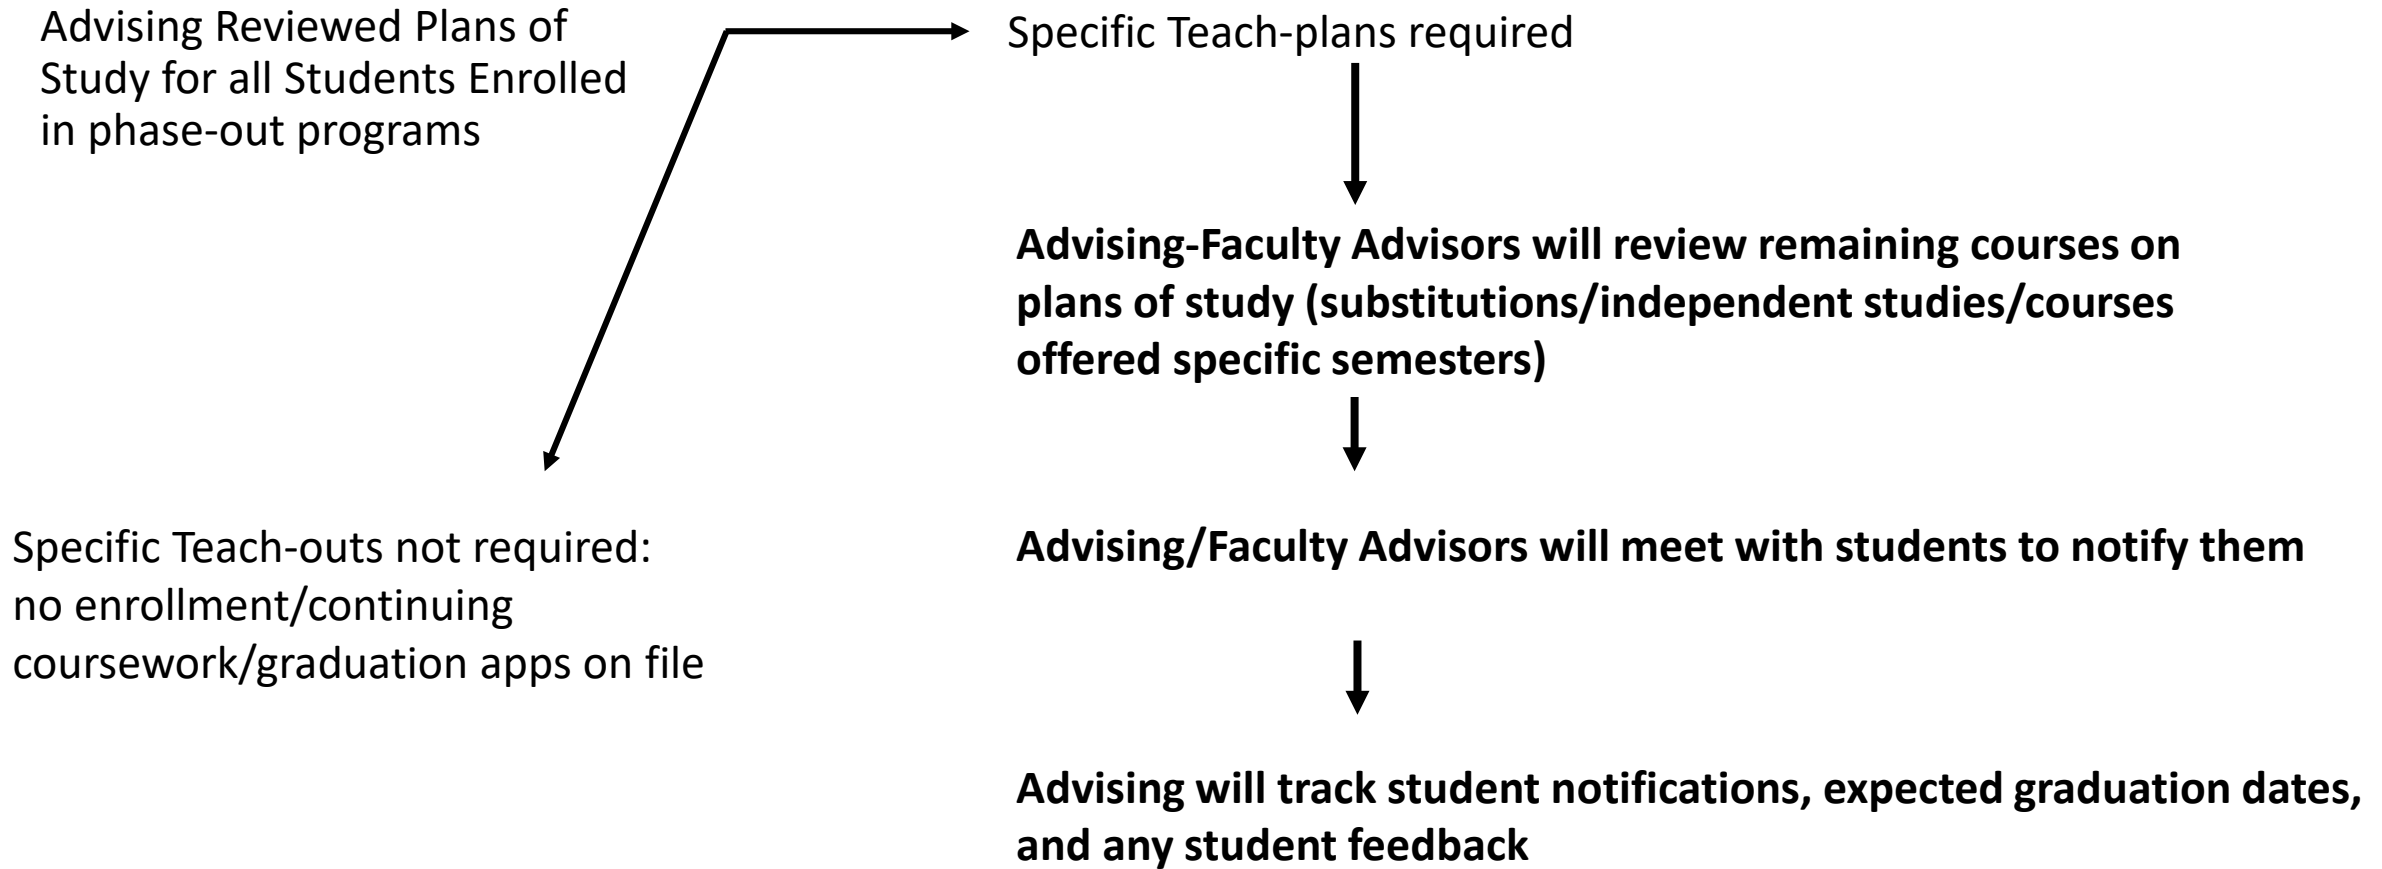 Advising Reviewed Plans of
Study for all Students Enrolled
in phase-out programs
Specific Teach-plans required
Advising-Faculty Advisors will review remaining courses on
plans of study (substitutions/independent studies/courses
offered specific semesters)
Specific Teach-outs not required:
no enrollment/continuing
coursework/graduation apps on file
Advising/Faculty Advisors will meet with students to notify them
Advising will track student notifications, expected graduation dates,
and any student feedback